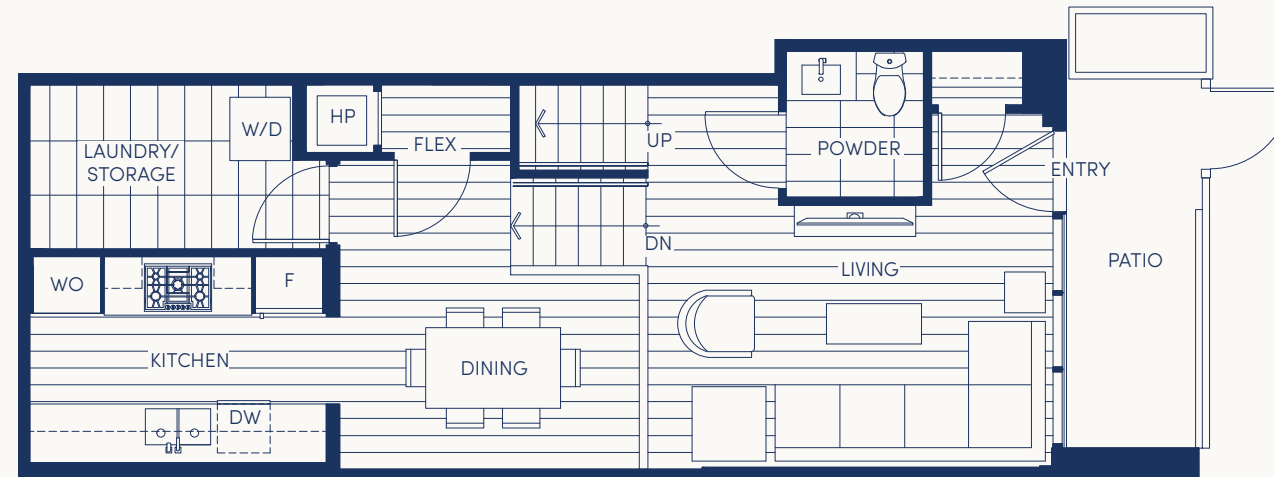 HP
W/D
FLEX
UP
POWDER
LAUNDRY/
STORAGE
ENTRY
DN
LIVING
PATIO
WO
F
KITCHEN
DINING
DW